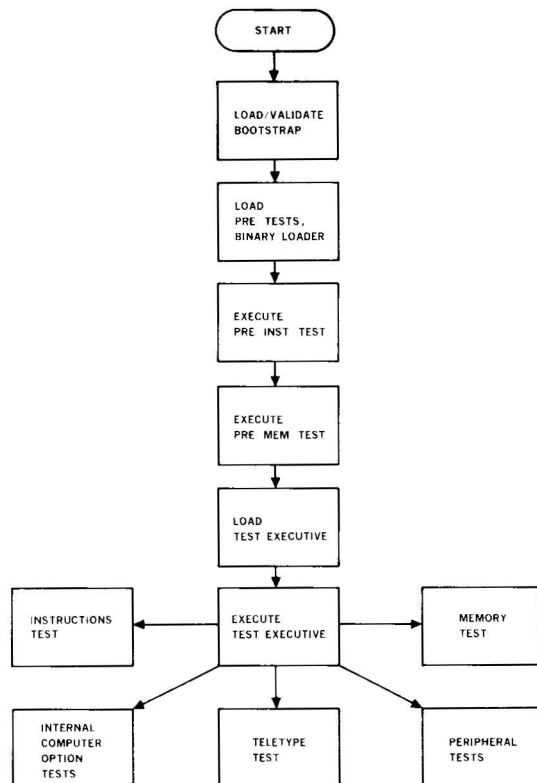 START
LOAD/VALIDATE
BOOTSTRAP
LOAD
PRE TESTS,
BINARY LOADER
EXECUTE
PRE INST TEST
EXECUTE
PRE MEM TEST
LOAD
TEST EXECUTIVE
INSTRUCTIONS
TEST
EXECUTE
TEST EXECUTIVE
MEMORY
TEST
INTERNAL
COMPUTER
OPTION
TESTS
TELETYPE
TEST
PERIPHERAL
TESTS